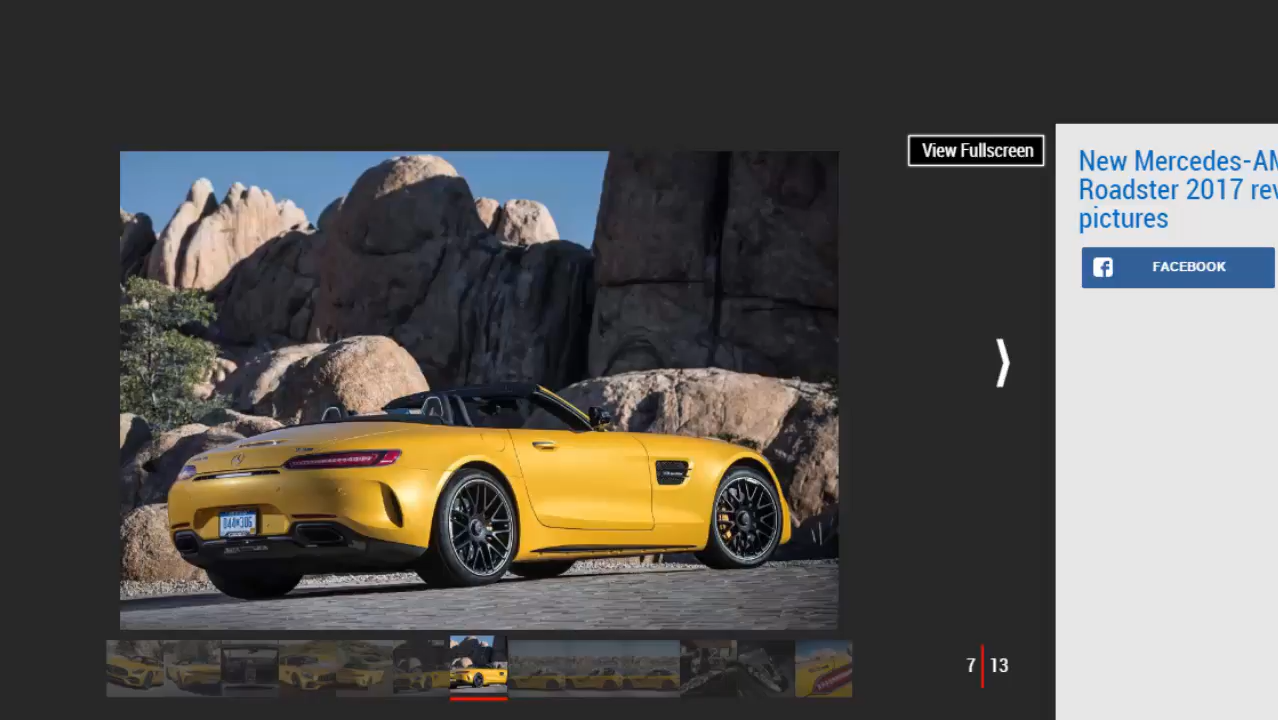 View Fullscreen
New Mercedes-AM
Roadster 2017 rev
pictures
FACEBOOK
7 | 13